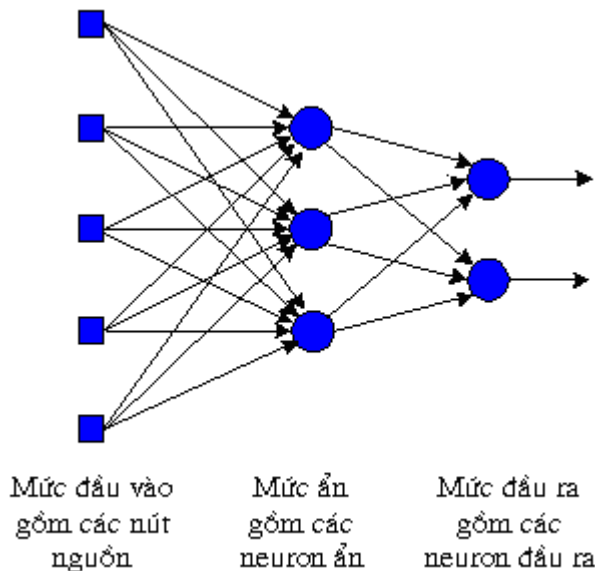 Mức đầu vào
gồm các nút
nguồn
Mức ẩn
gồm các
neuron ẩn
Mức đầu ra
gồm các
neuron đầu ra